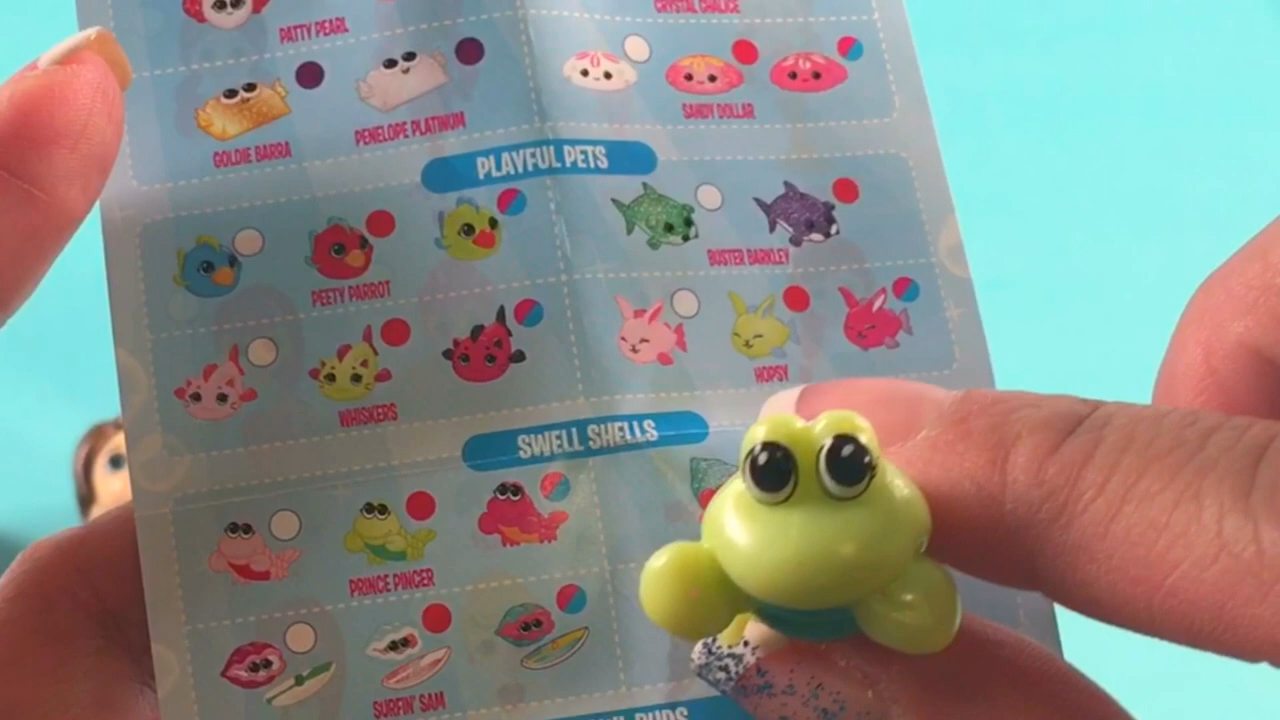 CRYSTAL CHALICE
PATTY PEARL
GOLDIE BARRA
PENELOPE PLATINUM
SANDY DOLLAR
PLAYFUL PETS
PEETY PARROT
BUSTER BARKLEY
WHISKERS
HOPSY
SWELL SHELLS
PRINCE PINCER
SURFIN' SAM